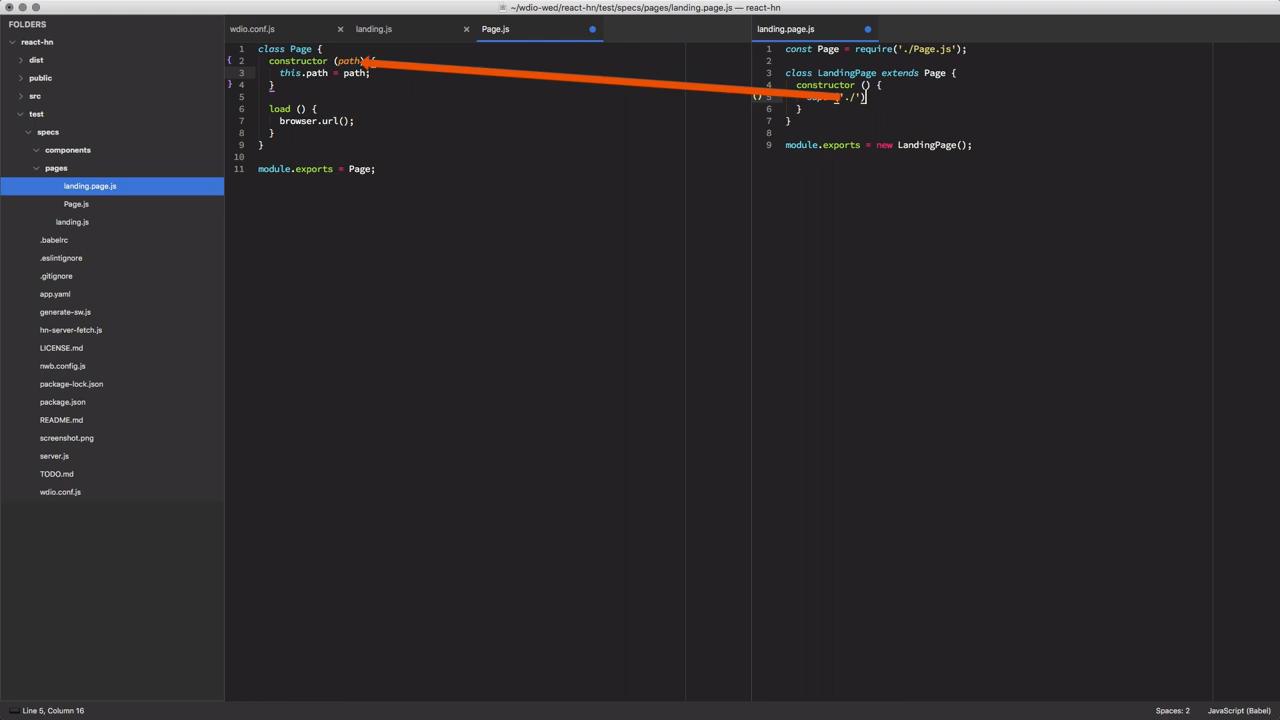 ~/wdio-wed/react-hn/test/specs/pages/landing.page.js — react-hn
FOLDERS
react-hn
dist
public
src
test
specs
components
pages
landing.page.js
Page.js
landing.js
.babelrc
.eslintignore
.gitignore
app.yaml
generate-sw.js
hn-server-fetch.js
LICENSE.md
nwb.config.js
package-lock.json
package.json
README.md
screenshot.png
server.js
TODO.md
wdio.conf.js
wdio.conf.js
landing.js
Page.js
1 class Page {
2 constructor (path) {
3 this.path = path;
4 }
5
6 load () {
7 browser.url();
8 }
9 }
10
11 module.exports = Page;
landing.page.js
1 const Page = require('./Page.js');
2
3 class LandingPage extends Page {
4 constructor () {
5 './')
6 }
7 }
8
9 module.exports = new LandingPage();
Line 5, Column 16
Spaces: 2
JavaScript (Babel)